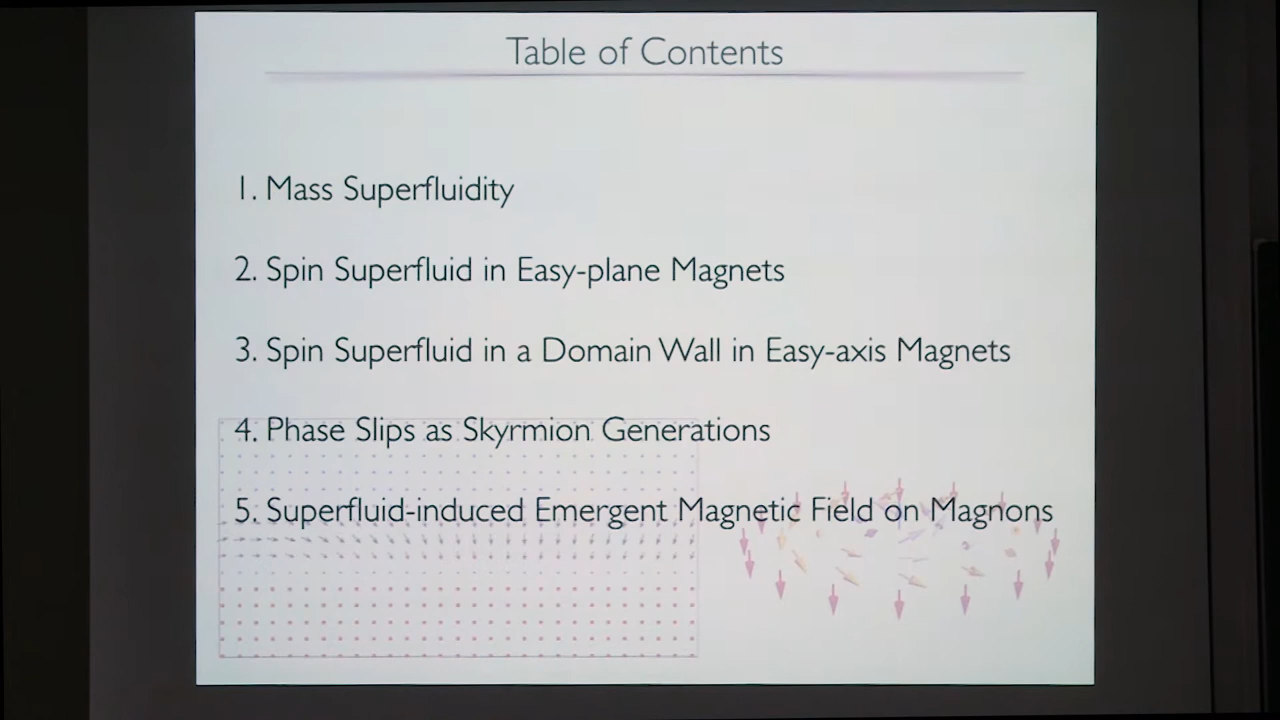 Table of Contents
1. Mass Superfluidity
2. Spin Superfluid in Easy-plane Magnets
3. Spin Superfluid in a Domain Wall in Easy-axis Magnets
4. Phase Slips as Skyrmion Generations
5. Superfluid-induced Emergent Magnetic Field on Magnons